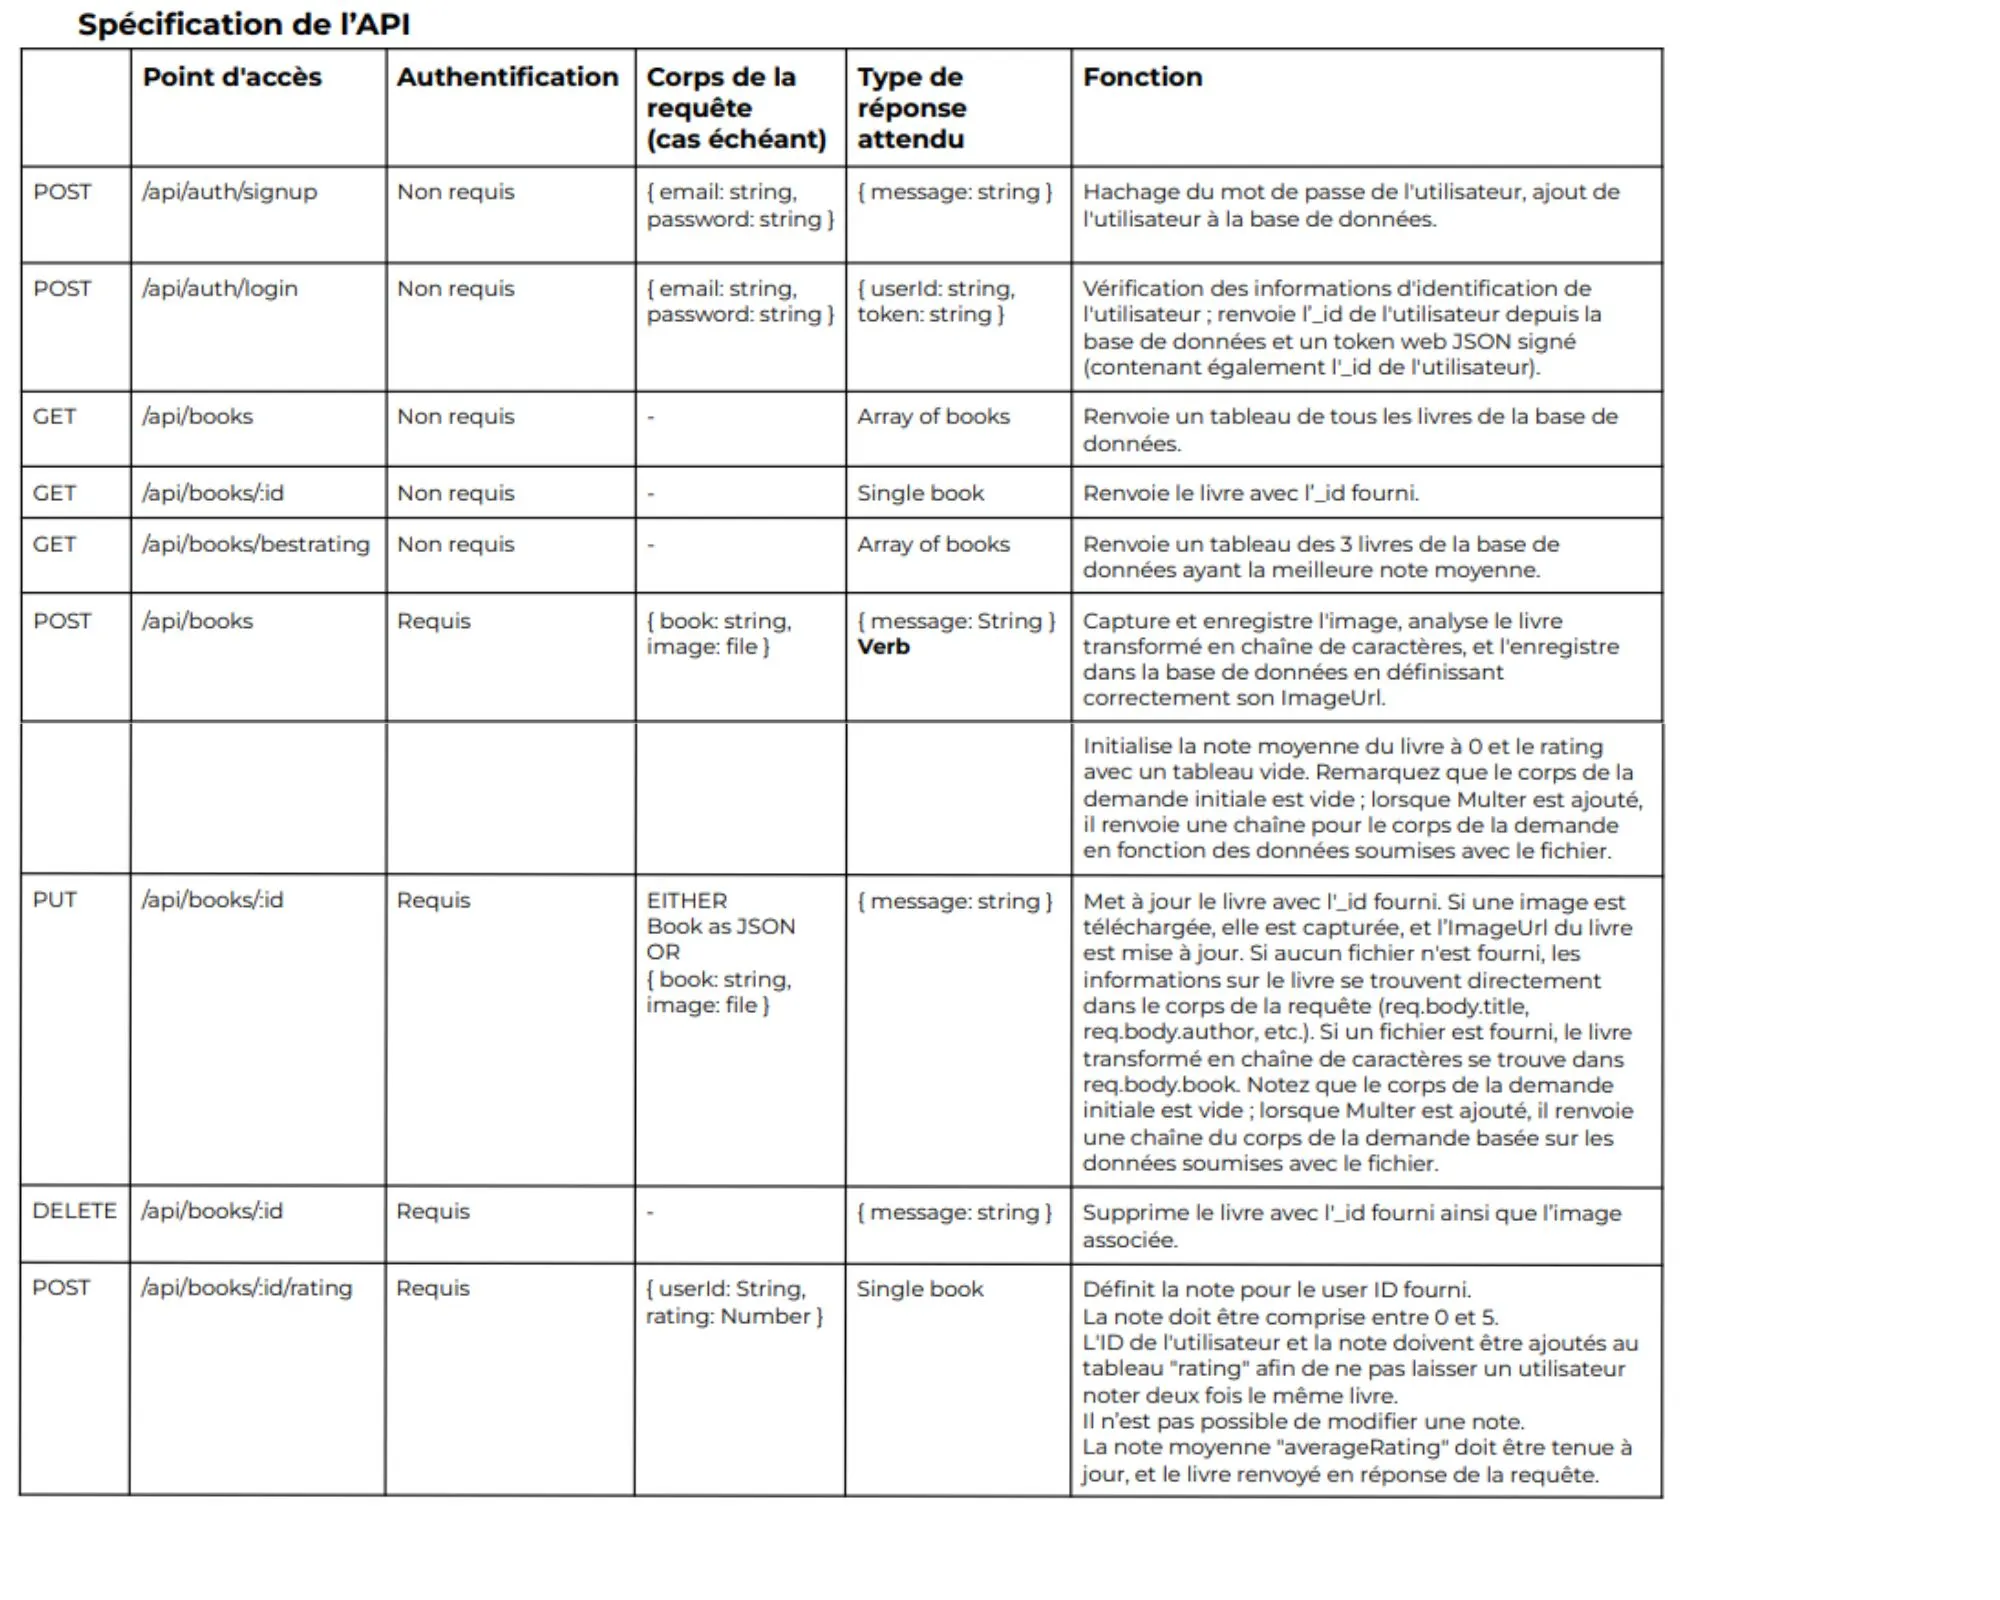 Spécification de l'API
Point d'accès
Authentification
Corps de la
requête
(cas échéant)
Type de
réponse
attendu
Fonction
POST
/api/auth/signup
Non requis
{ email: string,
password: string }
{ message: string }
Hachage du mot de passe de l'utilisateur, ajout de
l'utilisateur à la base de données.
POST
/api/auth/login
Non requis
{ email: string,
password: string }
{ userId: string,
token: string }
Vérification des informations d'identification de
l'utilisateur ; renvoie l'_id de l'utilisateur depuis la
base de données et un token web JSON signé
(contenant également l'_id de l'utilisateur).
GET
/api/books
Non requis
-
Array of books
Renvoie un tableau de tous les livres de la base de
données.
GET
/api/books/:id
Non requis
-
Single book
Renvoie le livre avec l'_id fourni.
GET
/api/books/bestrating
Non requis
-
Array of books
Renvoie un tableau des 3 livres de la base de
données ayant la meilleure note moyenne.
POST
/api/books
Requis
{ book: string,
image: file }
{ message: String }
Verb
Capture et enregistre l'image, analyse le livre
transformé en chaîne de caractères, et l'enregistre
dans la base de données en définissant
correctement son ImageUrl.
Initialise la note moyenne du livre à 0 et le rating
avec un tableau vide. Remarquez que le corps de la
demande initiale est vide ; lorsque Multer est ajouté,
il renvoie une chaîne pour le corps de la demande
en fonction des données soumises avec le fichier.
PUT
/api/books/:id
Requis
EITHER
Book as JSON
OR
{ book: string,
image: file }
{ message: string }
Met à jour le livre avec l'_id fourni. Si une image est
téléchargée, elle est capturée, et l'ImageUrl du livre
est mise à jour. Si aucun fichier n'est fourni, les
informations sur le livre se trouvent directement
dans le corps de la requête (req.body.title,
req.body.author, etc.). Si un fichier est fourni, le livre
transformé en chaîne de caractères se trouve dans
req.body.book. Notez que le corps de la demande
initiale est vide ; lorsque Multer est ajouté, il renvoie
une chaîne du corps de la demande basée sur les
données soumises avec le fichier.
DELETE
/api/books/:id
Requis
-
{ message: string }
Supprime le livre avec l'_id fourni ainsi que l'image
associée.
POST
/api/books/:id/rating
Requis
{ userId: String,
rating: Number }
Single book
Définit la note pour le user ID fourni.
La note doit être comprise entre 0 et 5.
L'ID de l'utilisateur et la note doivent être ajoutés au
tableau "rating" afin de ne pas laisser un utilisateur
noter deux fois le même livre.
Il n'est pas possible de modifier une note.
La note moyenne "averageRating" doit être tenue à
jour, et le livre renvoyé en réponse de la requête.